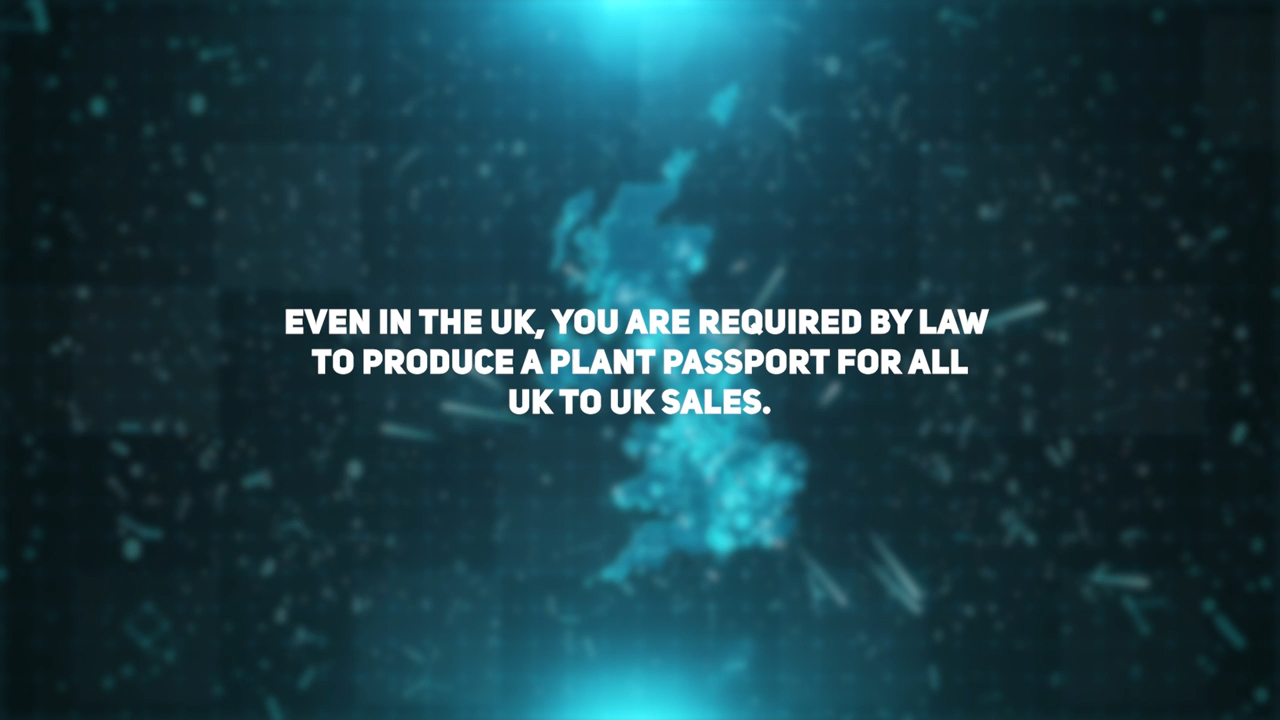 EVEN IN THE UK, YOU ARE REQUIRED BY LAW
TO PRODUCE A PLANT PASSPORT FOR ALL
UK TO UK SALES.